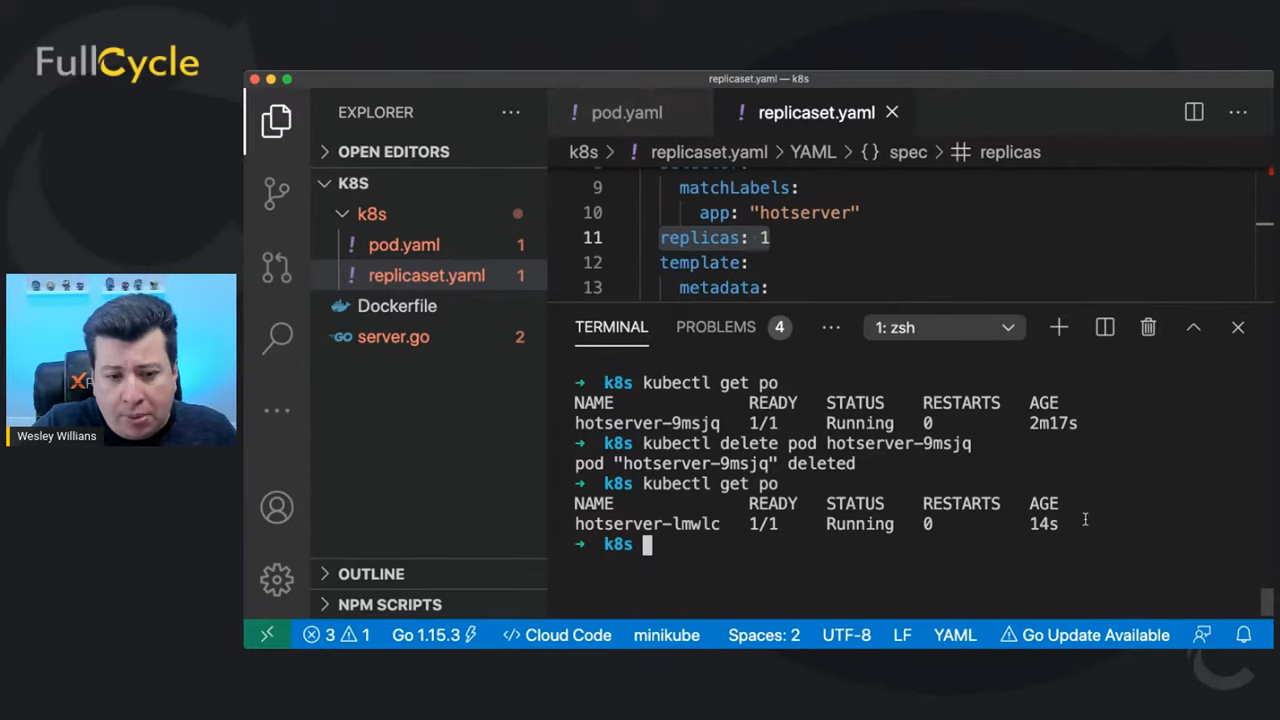 FullCycle
replicaset.yaml — k8s
EXPLORER
pod.yaml
replicaset.yaml
OPEN EDITORS
k8s > ! replicaset.yaml > YAML > {} spec > # replicas
K8S
k8s
! pod.yaml 1
! replicaset.yaml 1
Dockerfile
server.go 2
OUTLINE
NPM SCRIPTS
9 matchLabels:
10 app: "hotserver"
11 replicas: 1
12 template:
13 metadata:
TERMINAL PROBLEMS 4 ... 1: zsh
→ k8s kubectl get po
NAME READY STATUS RESTARTS AGE
hotserver-9msjq 1/1 Running 0 2m17s
→ k8s kubectl delete pod hotserver-9msjq
pod "hotserver-9msjq" deleted
→ k8s kubectl get po
NAME READY STATUS RESTARTS AGE
hotserver-lmwlc 1/1 Running 0 14s
→ k8s
Wesley Willians
3 1 Go 1.15.3 </> Cloud Code minikube Spaces: 2 UTF-8 LF YAML Go Update Available